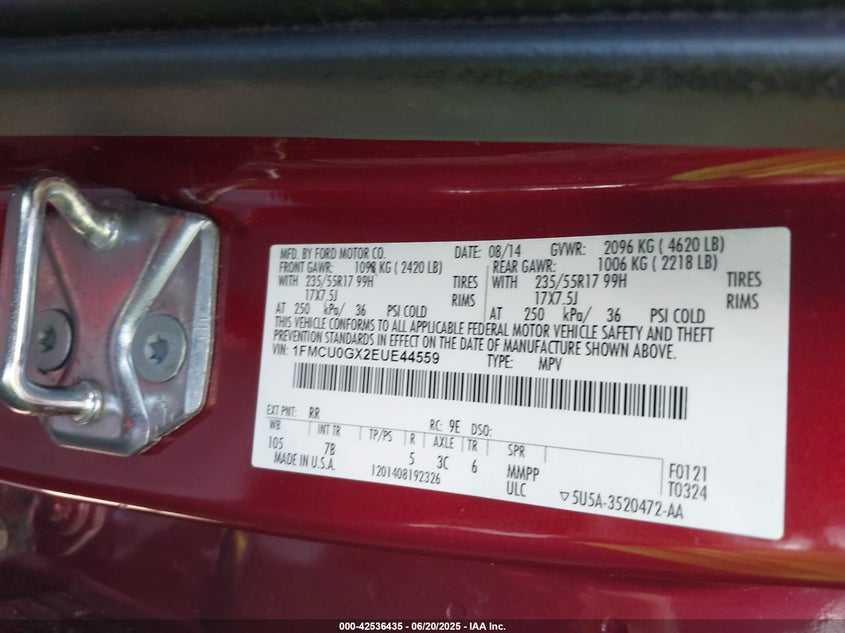 MFD. BY FORD MOTOR CO. DATE: 08/14 GVWR: 2096 KG ( 4620 LB)
FRONT GAWR: 1098 KG ( 2420 LB) REAR GAWR: 1006 KG ( 2218 LB)
WITH 235/55R17 99H TIRES WITH 235/55R17 99H TIRES
17X7.5J RIMS 17X7.5J RIMS
AT 250 kPa/ 36 PSI COLD AT 250 kPa/ 36 PSI COLD
THIS VEHICLE CONFORMS TO ALL APPLICABLE FEDERAL MOTOR VEHICLE SAFETY AND THEFT
PREVENTION STANDARDS IN EFFECT ON THE DATE OF MANUFACTURE SHOWN ABOVE.
VIN: 1FMCU0GX2EUE44559 TYPE: MPV
EXT PNT: RR RC: 9E DSO:
WB INT TR TP/PS R AXLE TR SPR
105 7B 5 3C 6 MMPP F0121
MADE IN U.S.A. 1201408192326 ULC T0324
▽5U5A-3520472-AA
000-42536435 - 06/20/2025 - IAA Inc.